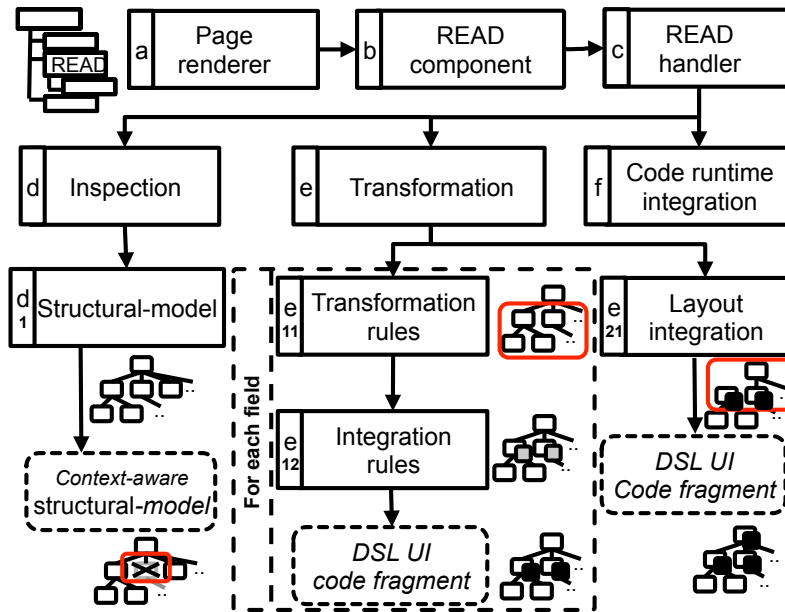 READ
a
Page
renderer
b
READ
component
c
READ
handler
d
Inspection
e
Transformation
f
Code runtime
integration
d
1
Structural-model
For each field
e
11
Transformation
rules
..
e
21
Layout
integration
..
..
e
12
Integration
rules
..
Context-aware
structural-model
DSL UI
Code fragment
DSL UI
code fragment
..
..
..